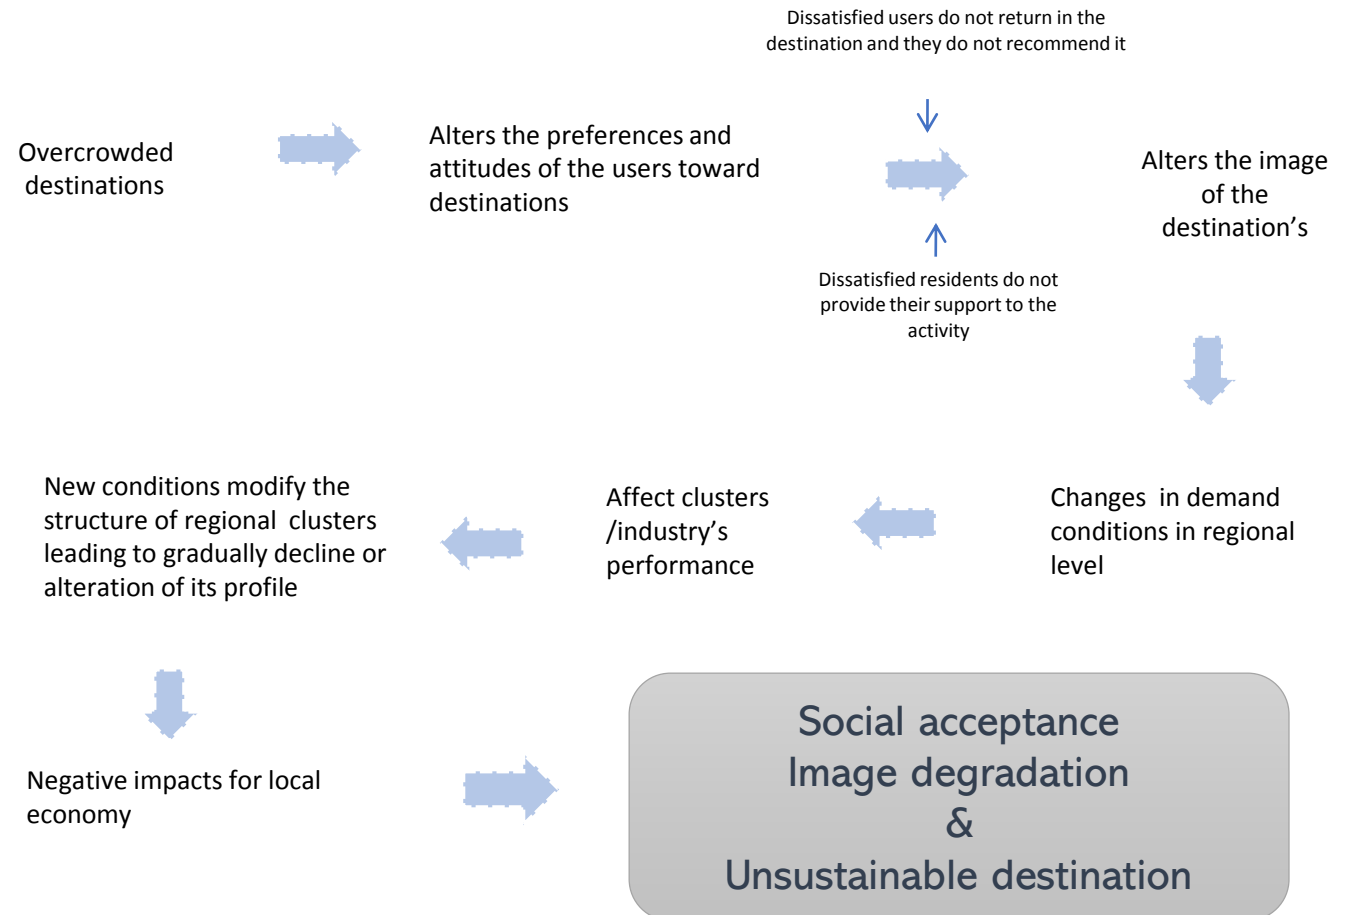 Dissatisfied users do not return in the
destination and they do not recommend it
Overcrowded
destinations
Alters the preferences and
attitudes of the users toward
destinations
Alters the image
of the
destination's
Dissatisfied residents do not
provide their support to the
activity
New conditions modify the
structure of regional clusters
leading to gradually decline or
alteration of its profile
Affect clusters
/industry's
performance
Changes in demand
conditions in regional
level
Negative impacts for local
economy
Social acceptance
Image degradation
&
Unsustainable destination